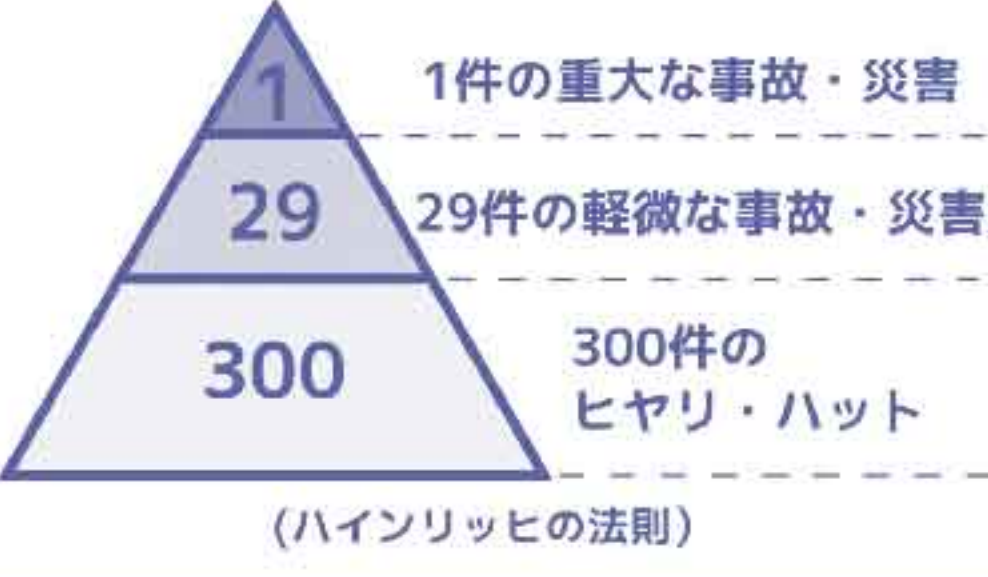 1
1件の重大な事故・災害
29
29件の軽微な事故・災害
300
300件の
ヒヤリ・ハット
(ハインリッヒの法則)